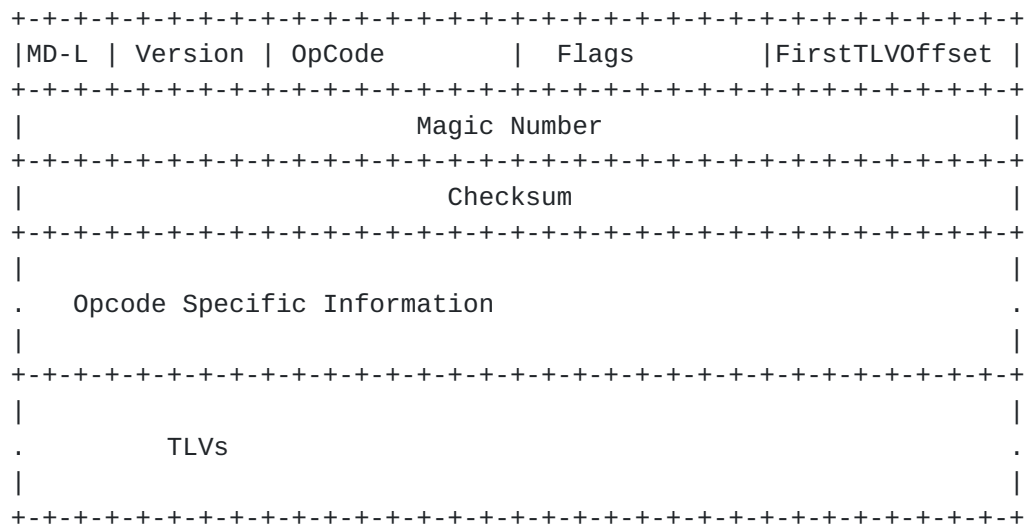 +-+-+-+-+-+-+-+-+-+-+-+-+-+-+-+-+-+-+-+-+-+-+-+-+-+-+-+-+-+-+-+-+
|MD-L | Version | OpCode        |  Flags        |FirstTLVOffset |
+-+-+-+-+-+-+-+-+-+-+-+-+-+-+-+-+-+-+-+-+-+-+-+-+-+-+-+-+-+-+-+-+
|                         Magic Number                          |
+-+-+-+-+-+-+-+-+-+-+-+-+-+-+-+-+-+-+-+-+-+-+-+-+-+-+-+-+-+-+-+-+
|                           Checksum                            |
+-+-+-+-+-+-+-+-+-+-+-+-+-+-+-+-+-+-+-+-+-+-+-+-+-+-+-+-+-+-+-+-+
|                                                               |
.   Opcode Specific Information                                 .
|                                                               |
+-+-+-+-+-+-+-+-+-+-+-+-+-+-+-+-+-+-+-+-+-+-+-+-+-+-+-+-+-+-+-+-+
|                                                               |
.         TLVs                                                  .
|                                                               |
+-+-+-+-+-+-+-+-+-+-+-+-+-+-+-+-+-+-+-+-+-+-+-+-+-+-+-+-+-+-+-+-+